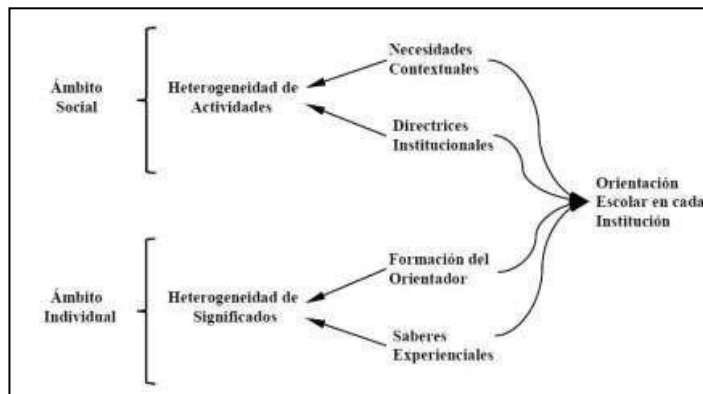 Ámbito
Social
Heterogeneidad de
Actividades
Necesidades
Contextuales
Directrices
Institucionales
Orientación
Escolar en cada
Institución
Ámbito
Individual
Heterogeneidad de
Significados
Formación del
Orientador
Saberes
Experienciales